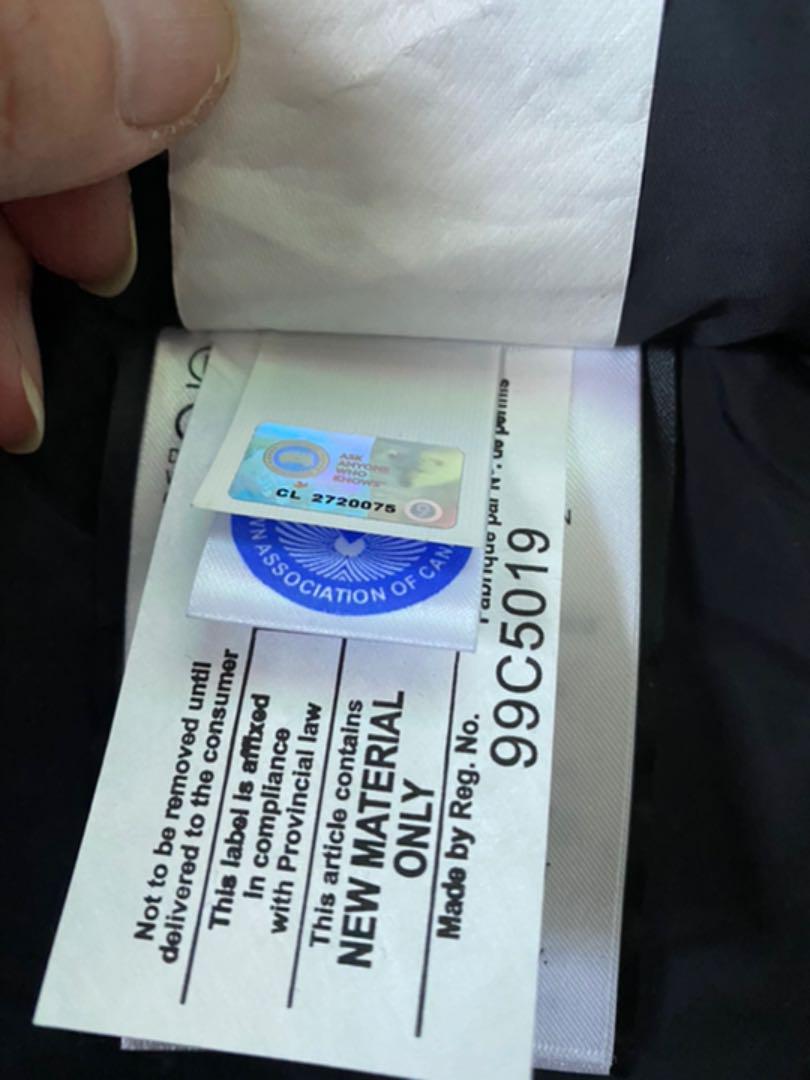 ASK
ANYONE
WHO
KNOWS
CL 2720075
ASSOCIATION OF CAN
Not to be removed until
delivered to the consumer
This label is affixed
In compliance
with Provincial law
This article contains
NEW MATERIAL
ONLY
Made by Reg. No.
99C5019